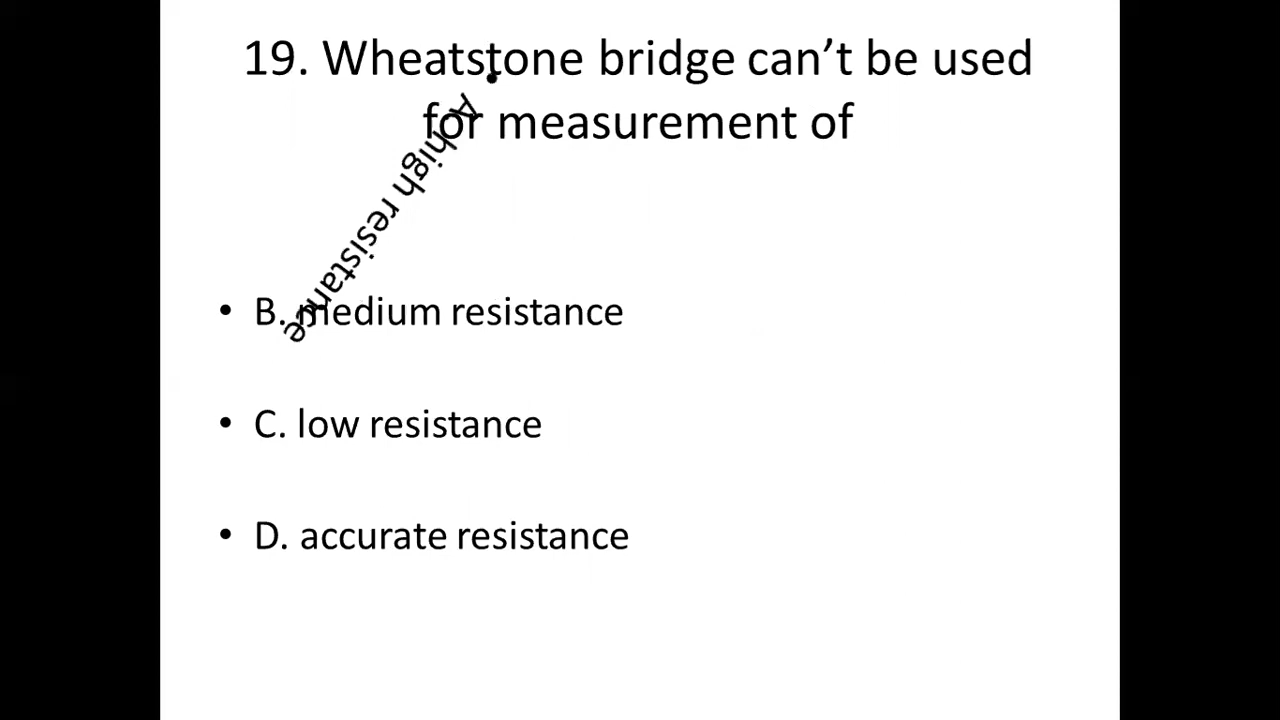 19. Wheatstone bridge can’t be used
for measurement of
• A high resistance
• B. medium resistance
• C. low resistance
• D. accurate resistance